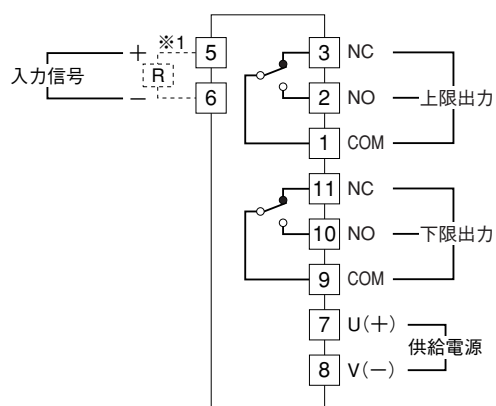 入力信号
+
※1
R
−
5
6
3 NC
2 NO
1 COM
上限出力
11 NC
10 NO
9 COM
下限出力
7 U(+)
8 V(−)
供給電源